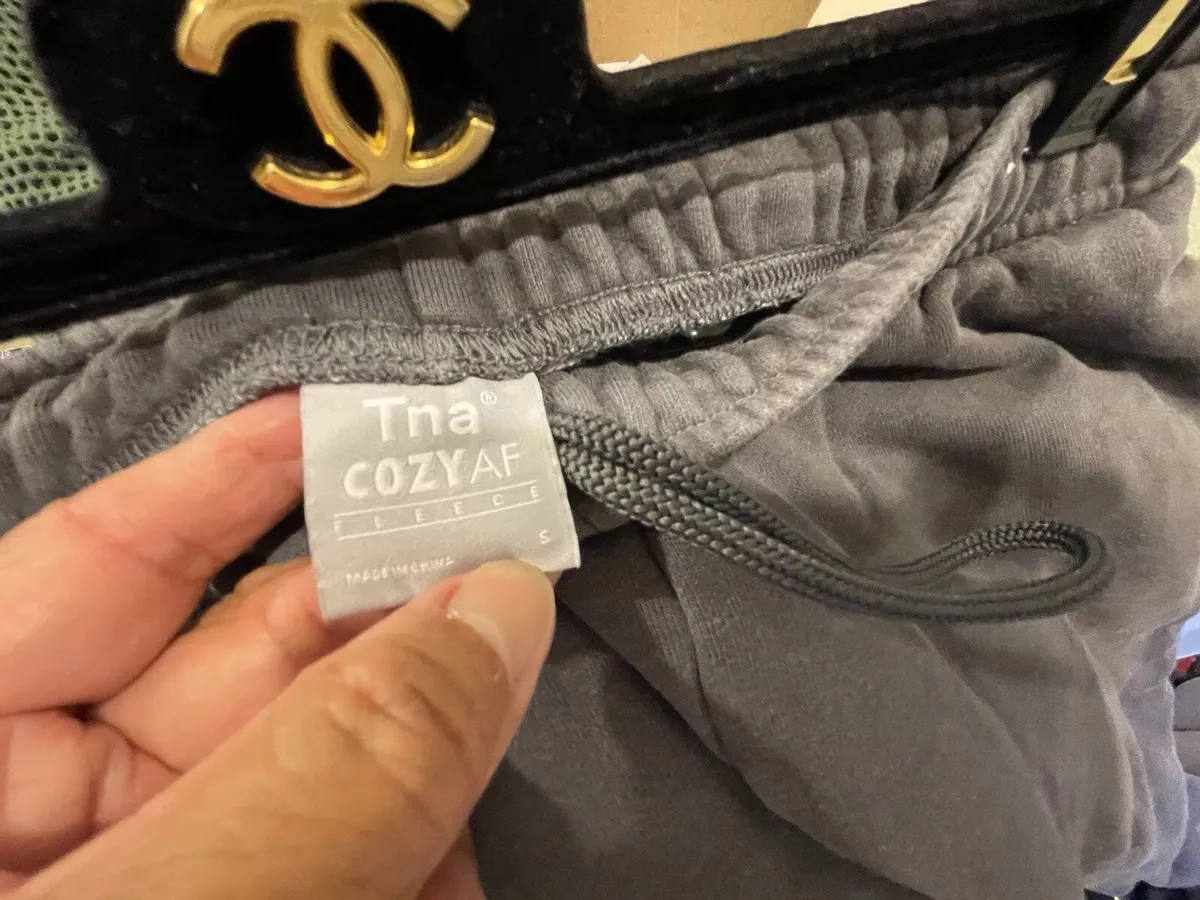 Tna®
COZYAF
FLEECE
S
MADE IN CHINA